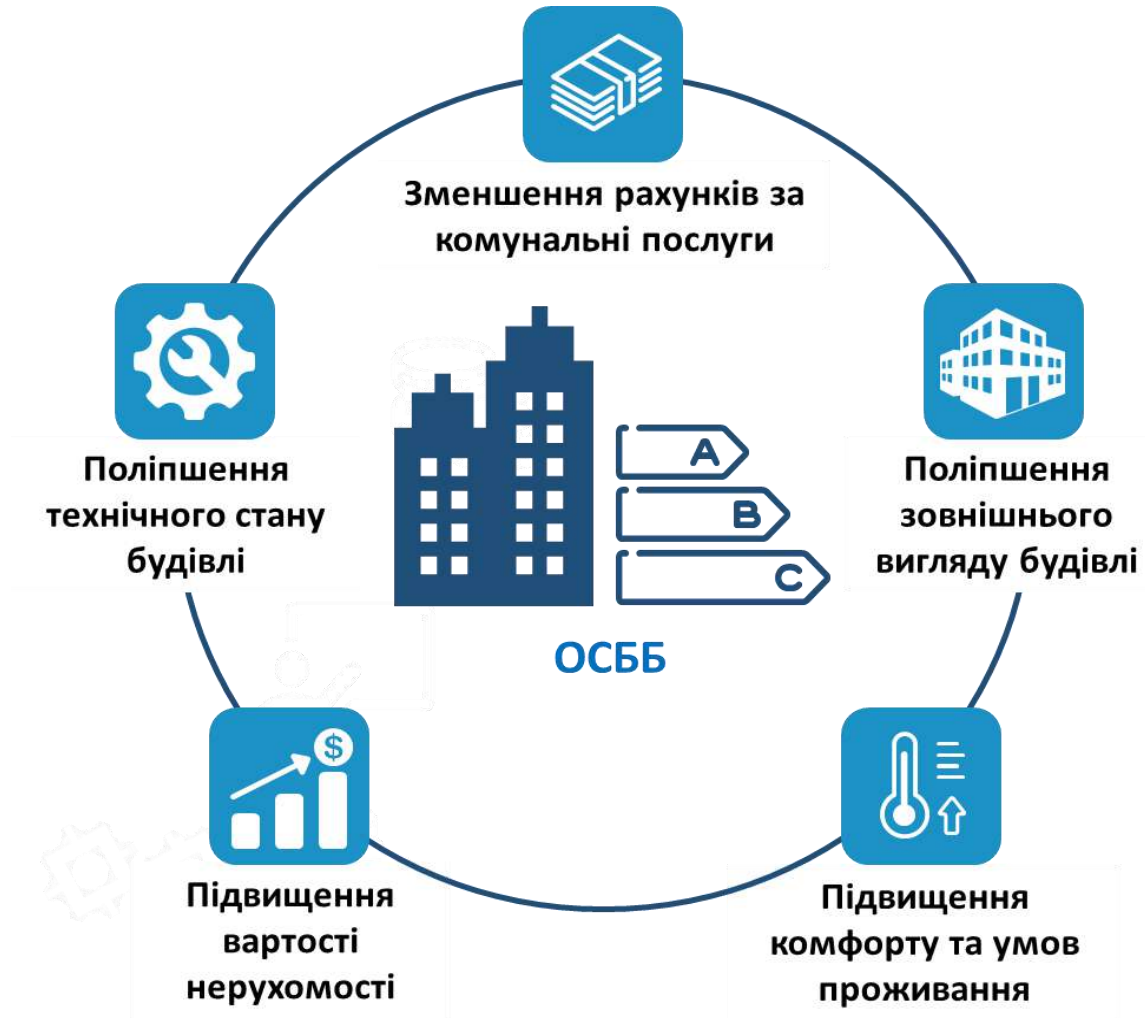 Зменшення рахунків за
комунальні послуги
Поліпшення
технічного стану
будівлі
A
B
C
Поліпшення
зовнішнього
вигляду будівлі
ОСББ
$
Підвищення
вартості
нерухомості
Підвищення
комфорту та умов
проживання